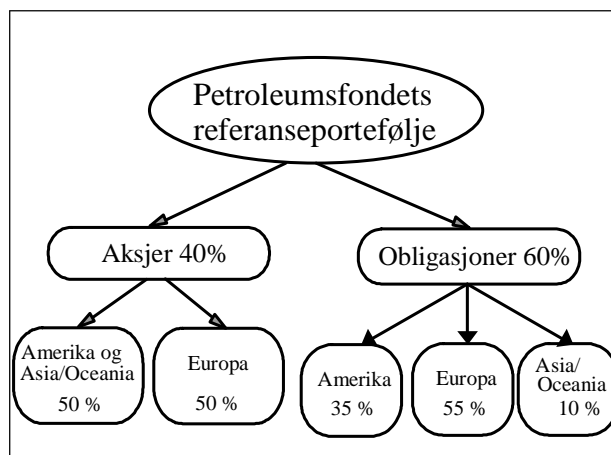 Petroleumsfondets
referanseportefølje
Aksjer 40%
Obligasjoner 60%
Amerika og
Asia/Oceania
50 %
Europa
50 %
Amerika
35 %
Europa
55 %
Asia/
Oceania
10 %